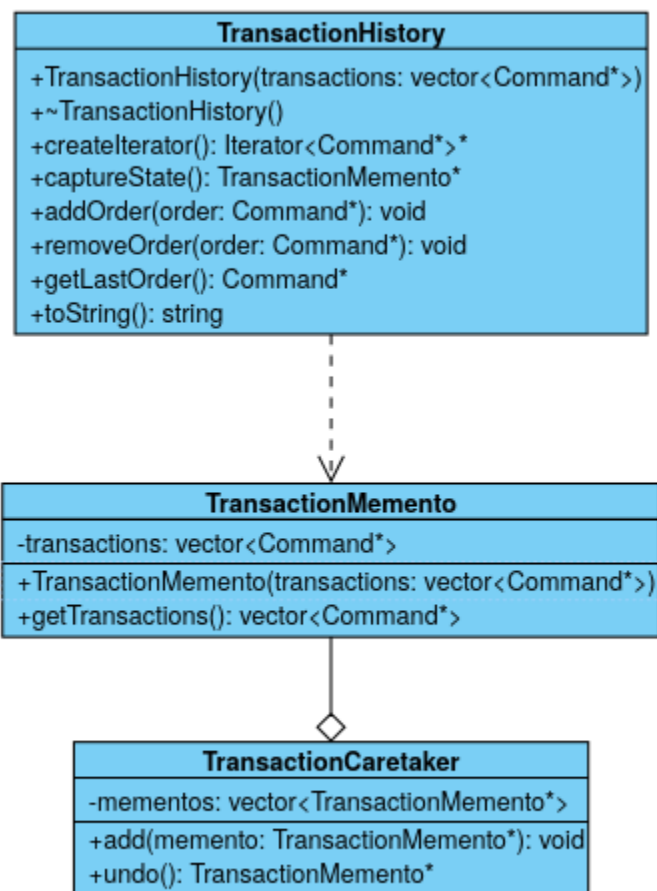 TransactionHistory
+TransactionHistory(transactions: vector<Command*>)
+~TransactionHistory()
+createIterator(): Iterator<Command*>*
+captureState(): TransactionMemento*
+addOrder(order: Command*): void
+removeOrder(order: Command*): void
+getLastOrder(): Command*
+toString(): string
TransactionMemento
-transactions: vector<Command*>
+TransactionMemento(transactions: vector<Command*>)
+getTransactions(): vector<Command*>
TransactionCaretaker
-mementos: vector<TransactionMemento*>
+add(memento: TransactionMemento*): void
+undo(): TransactionMemento*